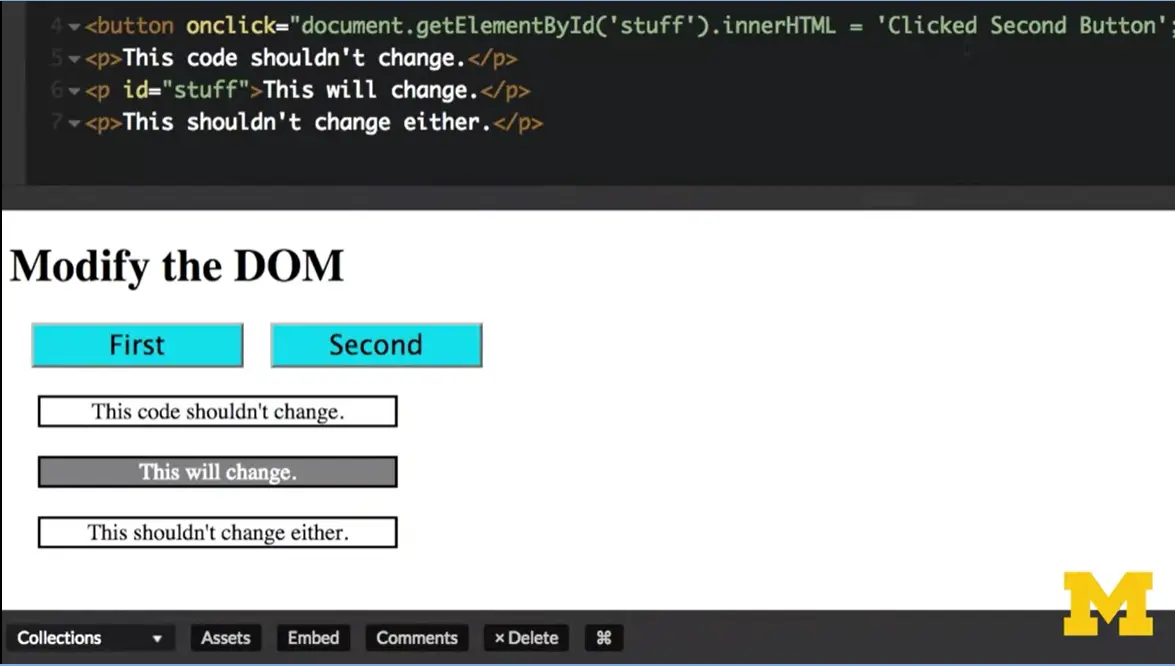 4 <button onclick="document.getElementById('stuff').innerHTML = 'Clicked Second Button';
5 <p>This code shouldn't change.</p>
6 <p id="stuff">This will change.</p>
7 <p>This shouldn't change either.</p>
Modify the DOM
First Second
This code shouldn't change.
This will change.
This shouldn't change either.
M
Collections Assets Embed Comments × Delete ⌘